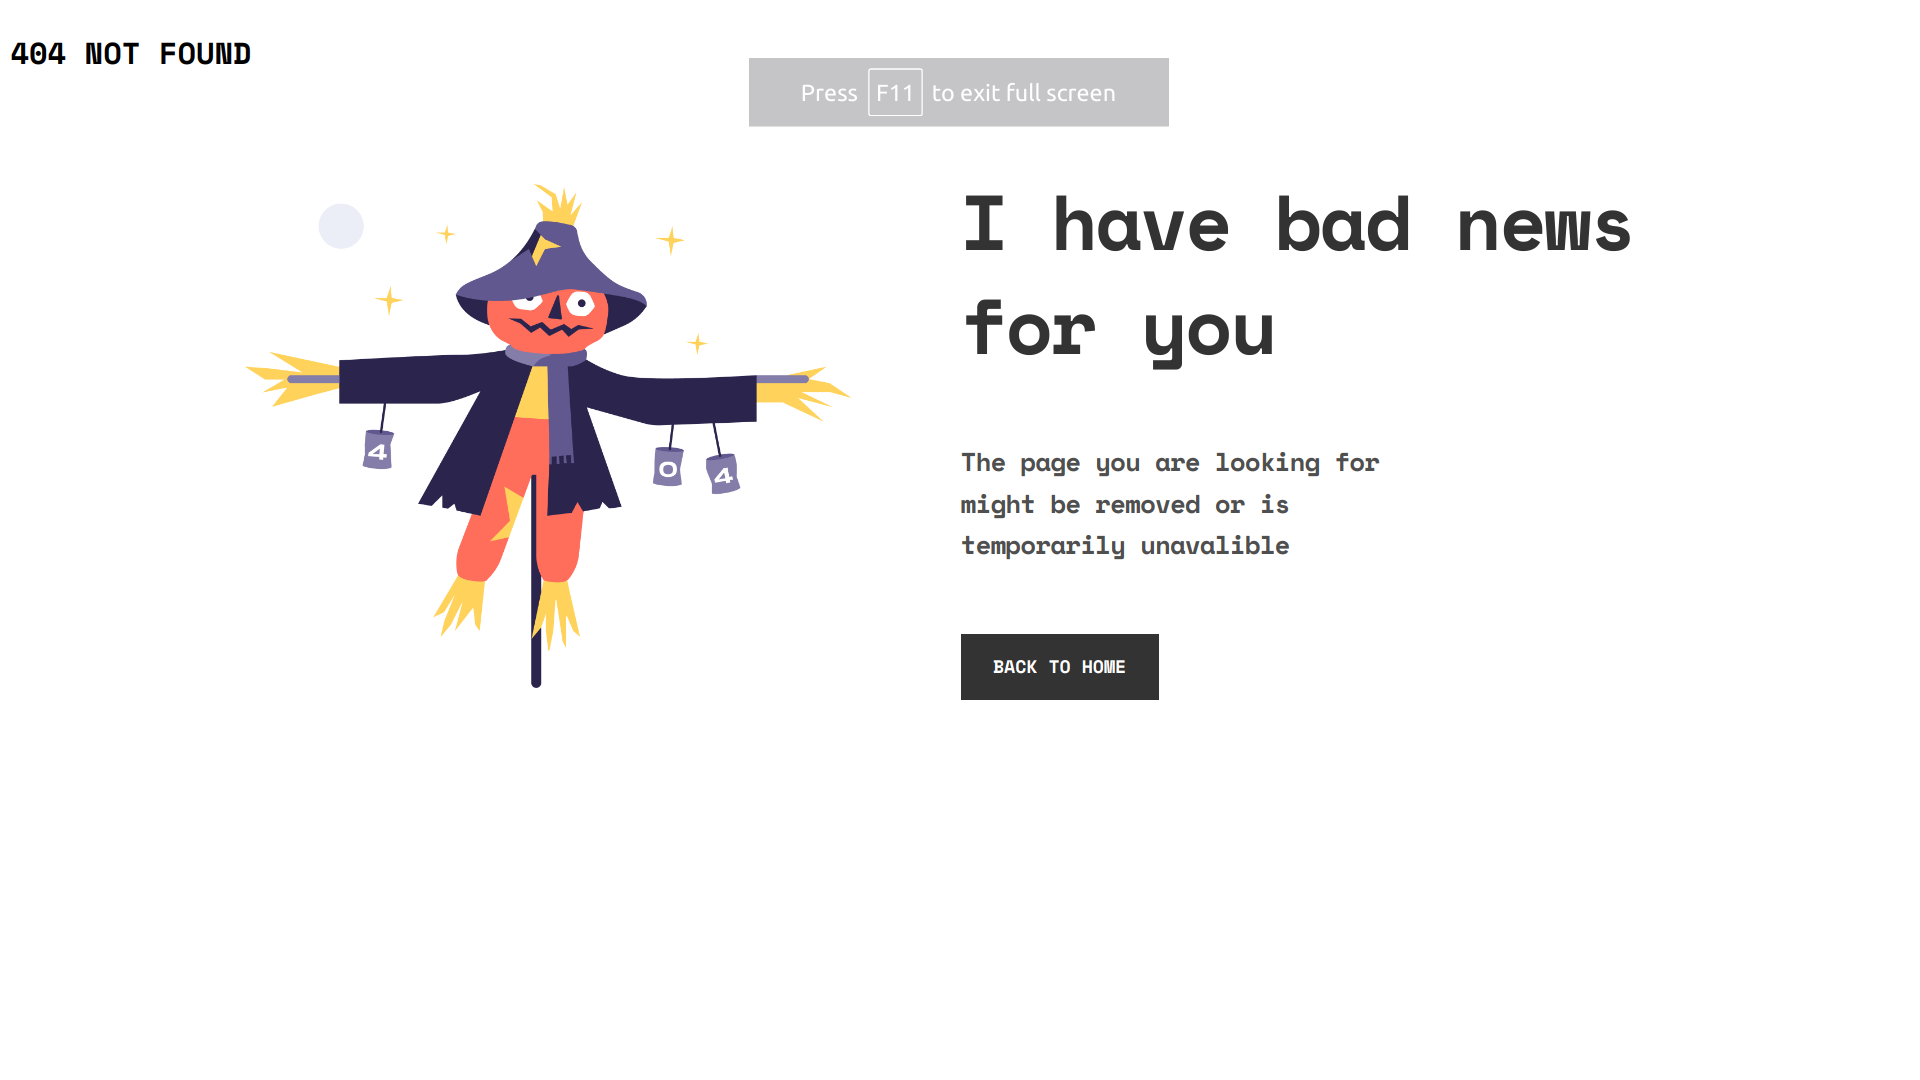 404 NOT FOUND
Press F11 to exit full screen
I have bad news
for you
4
0
4
The page you are looking for
might be removed or is
temporarily unavalible
BACK TO HOME